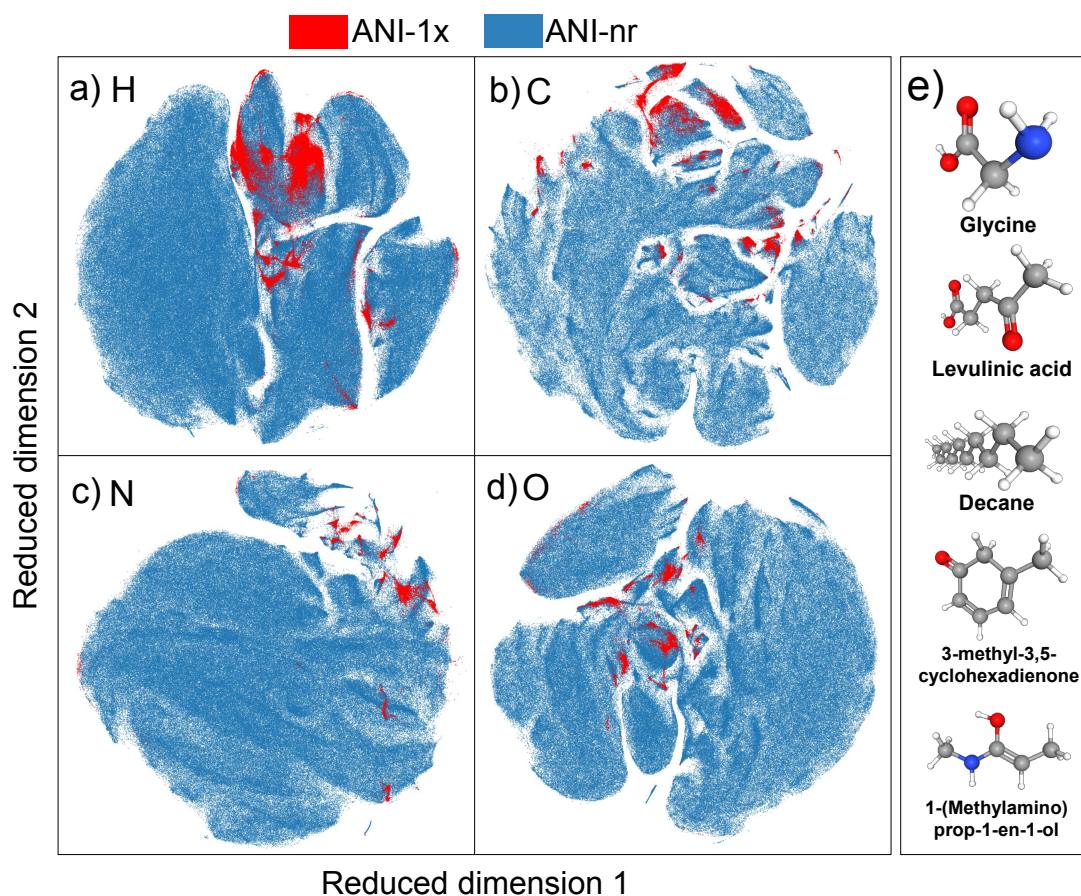 ANI-1x ANI-nr
a) H
b) C
c) N
d) O
e)
Glycine
Levulinic acid
Decane
3-methyl-3,5-
cyclohexadienone
1-(Methylamino)
prop-1-en-1-ol
Reduced dimension 2
Reduced dimension 1